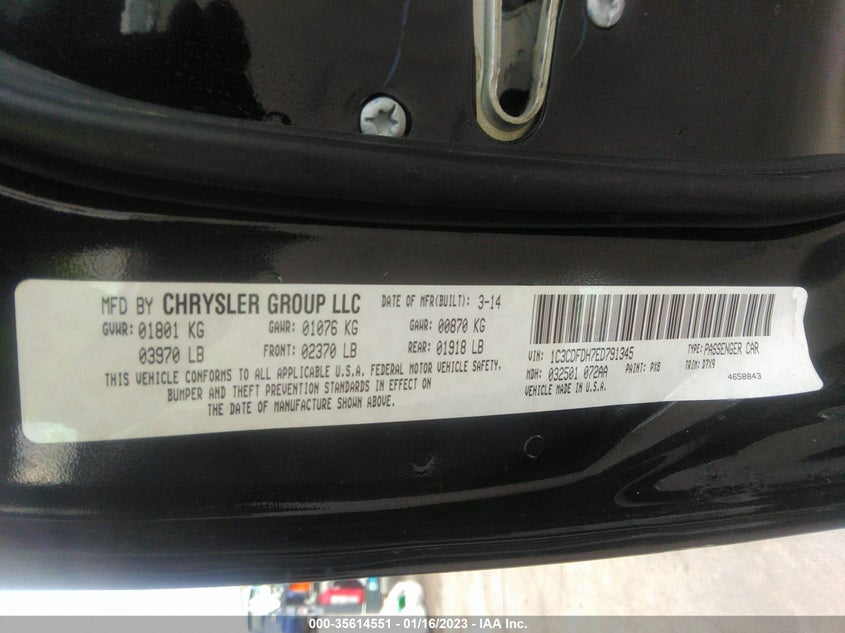 MFD BY CHRYSLER GROUP LLC DATE OF MFR(BUILT): 3-14
GVWR: 01801 KG GAWR: 01076 KG GAWR: 00870 KG
03970 LB FRONT: 02370 LB REAR: 01918 LB
THIS VEHICLE CONFORMS TO ALL APPLICABLE U.S.A. FEDERAL MOTOR VEHICLE SAFETY,
BUMPER AND THEFT PREVENTION STANDARDS IN EFFECT ON
THE DATE OF MANUFACTURE SHOWN ABOVE.
VIN: 1C3CDFDH7ED791345 TYPE: PASSENGER CAR
MDH: 032501 072AA PAINT: PXB TRIM: D7X9
VEHICLE MADE IN U.S.A. 4658843
000-35614551 — 01/16/2023 — IAA Inc.